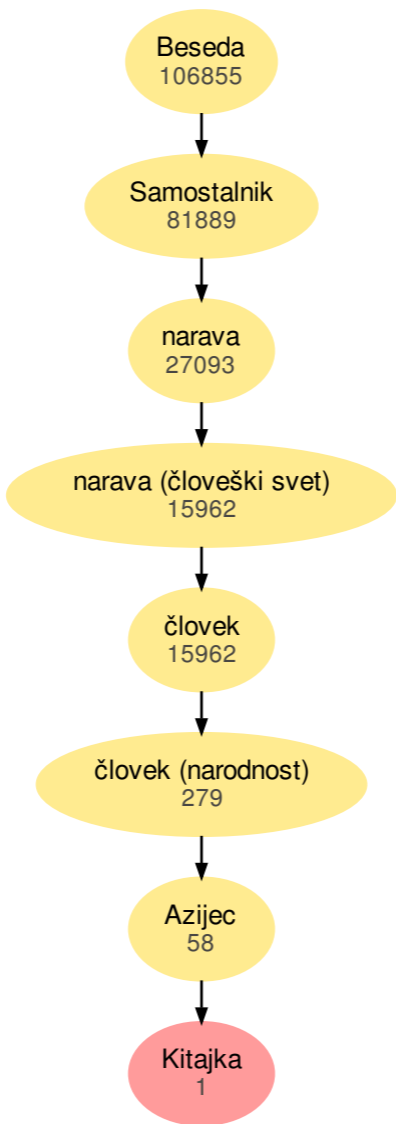 Beseda
106855
Samostalnik
81889
narava
27093
narava (človeški svet)
15962
človek
15962
človek (narodnost)
279
Azijec
58
Kitajka
1